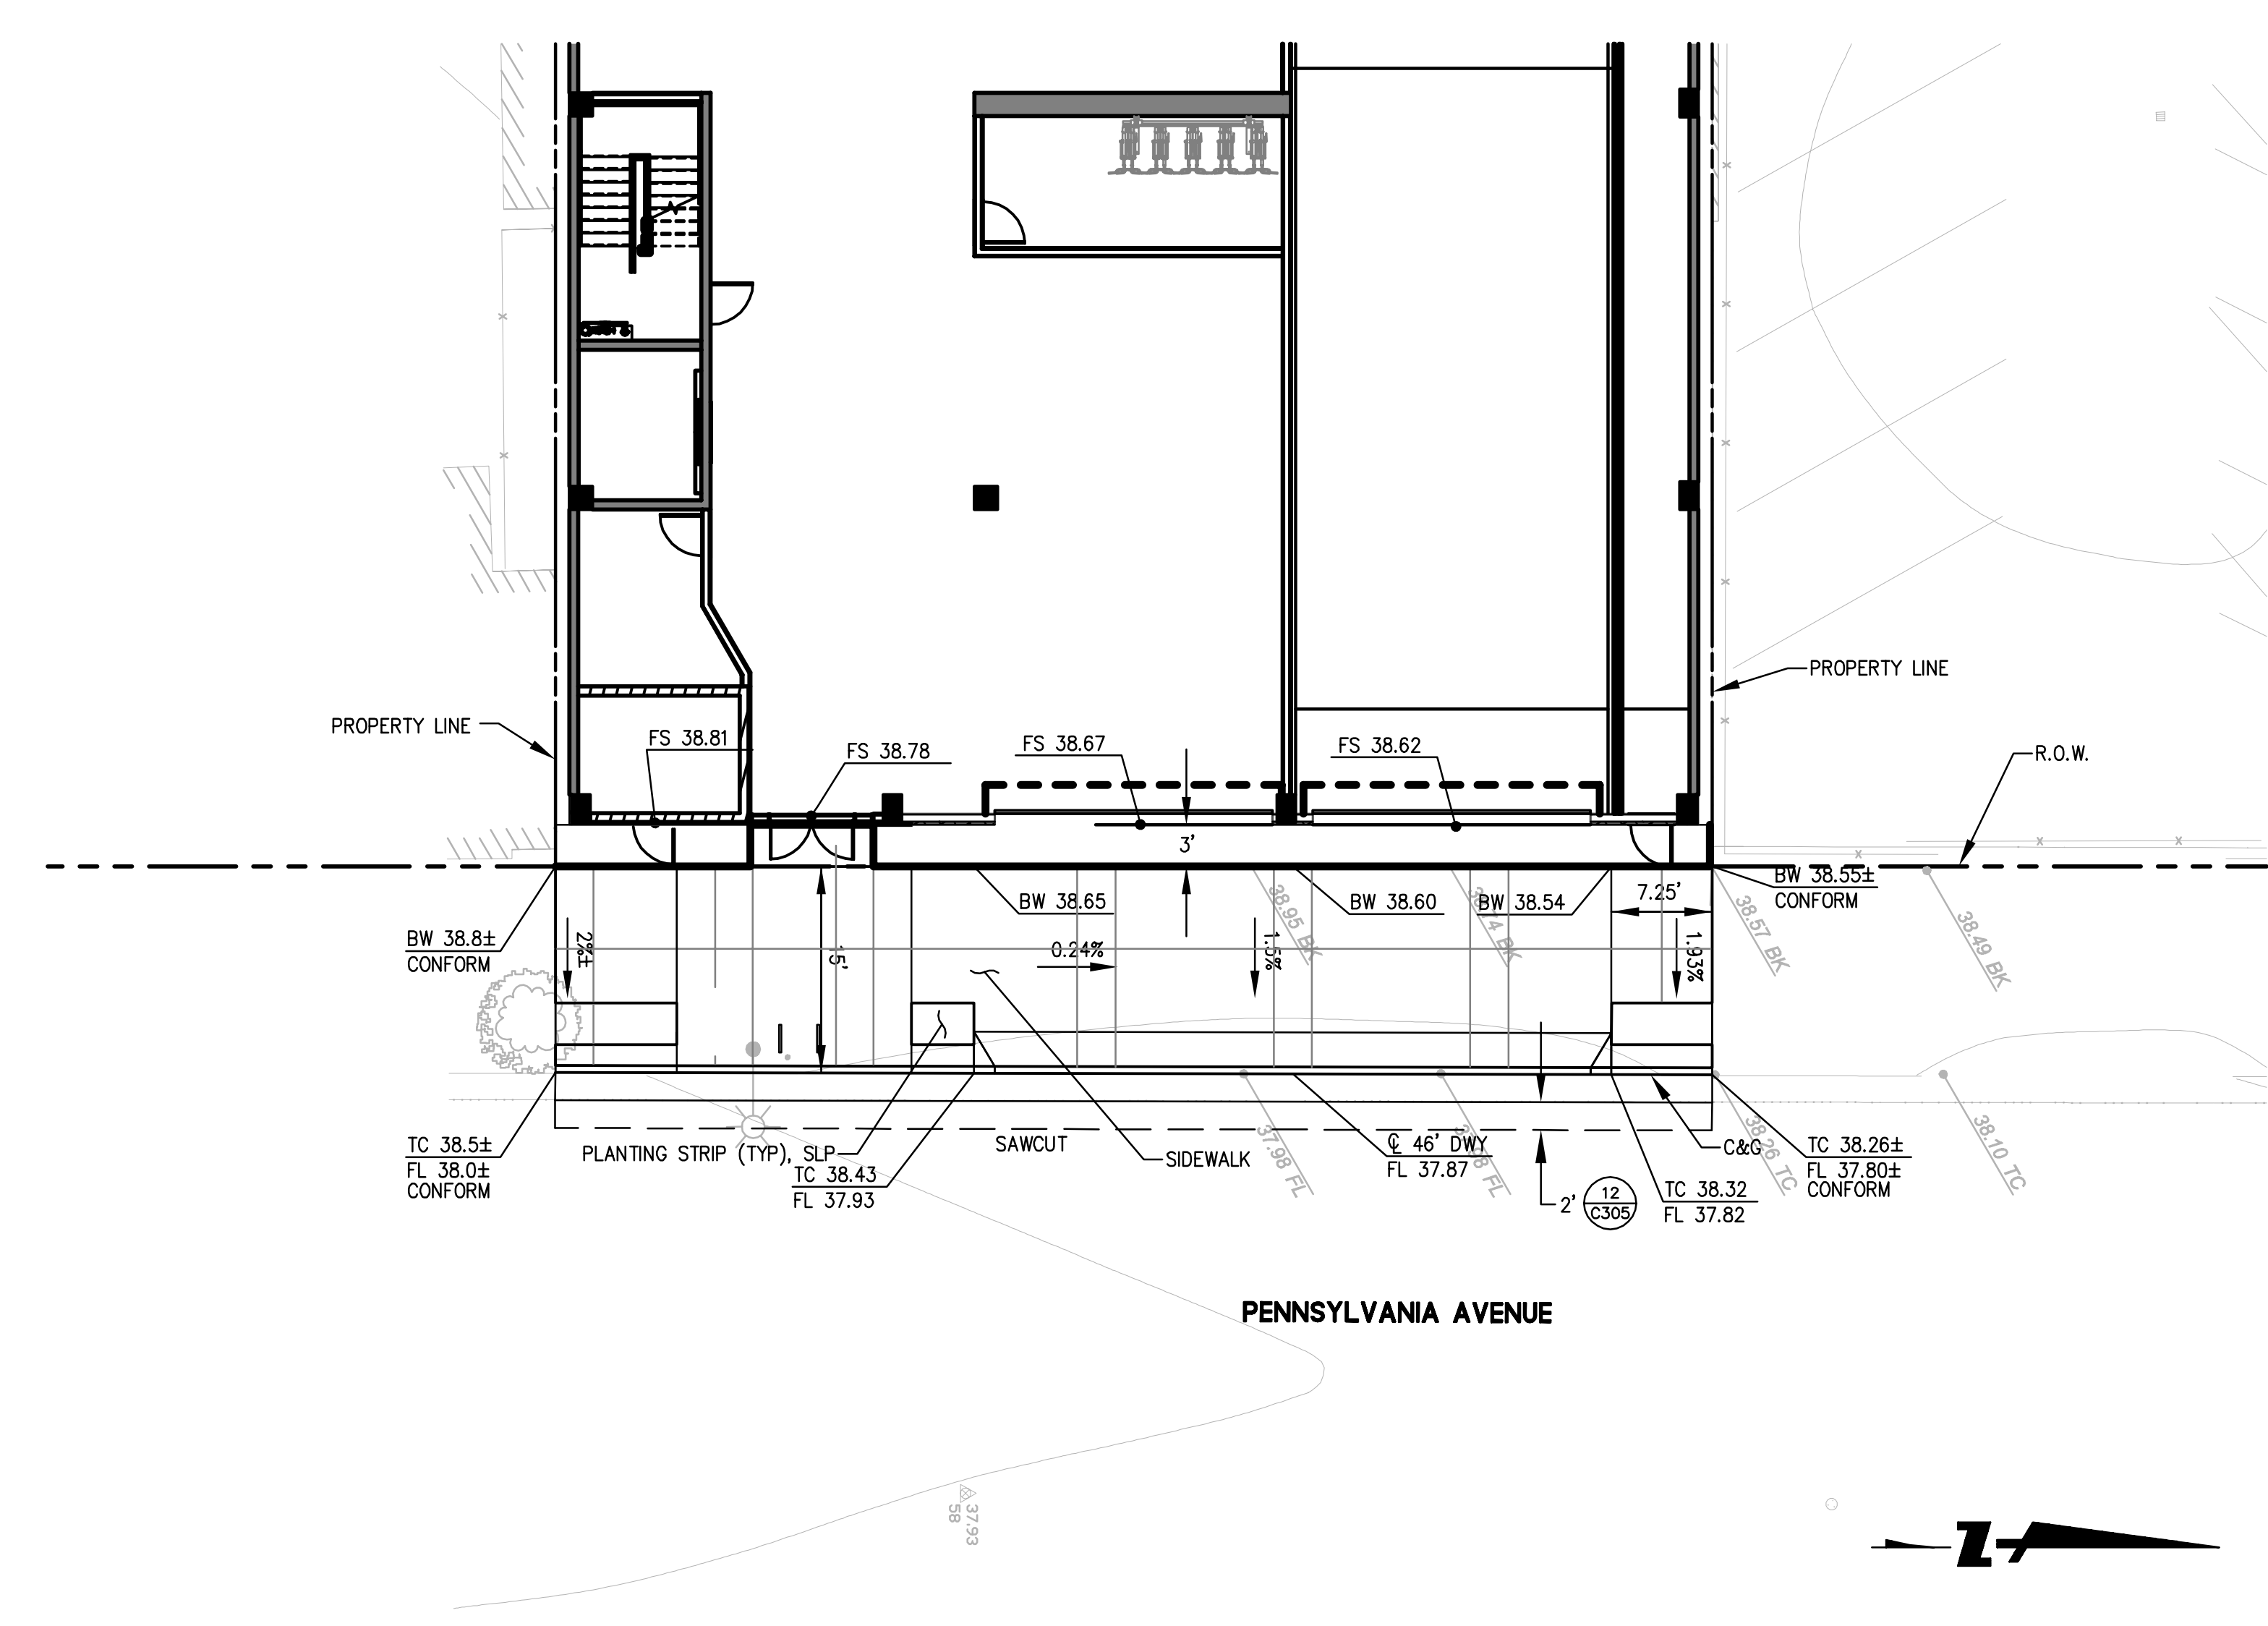 PROPERTY LINE
PROPERTY LINE
FS 38.81
FS 38.78
FS 38.67
FS 38.62
R.O.W.
3'
BW 38.65
BW 38.60
BW 38.54
7.25'
BW 38.55±
CONFORM
38.95 BK
38.57 BK
38.49 BK
BW 38.8±
CONFORM
2%±
15'
0.24%
1.5%
1.93%
TC 38.5±
FL 38.0±
CONFORM
PLANTING STRIP (TYP), SLP
SAWCUT
SIDEWALK
TC 38.43
FL 37.93
37.98 FL
℄ 46' DWY
FL 37.87
C&G
38.26 TC
TC 38.26±
FL 37.80±
CONFORM
38.10 TC
2'
12
C305
TC 38.32
FL 37.82
PENNSYLVANIA AVENUE
37.93
58
Z